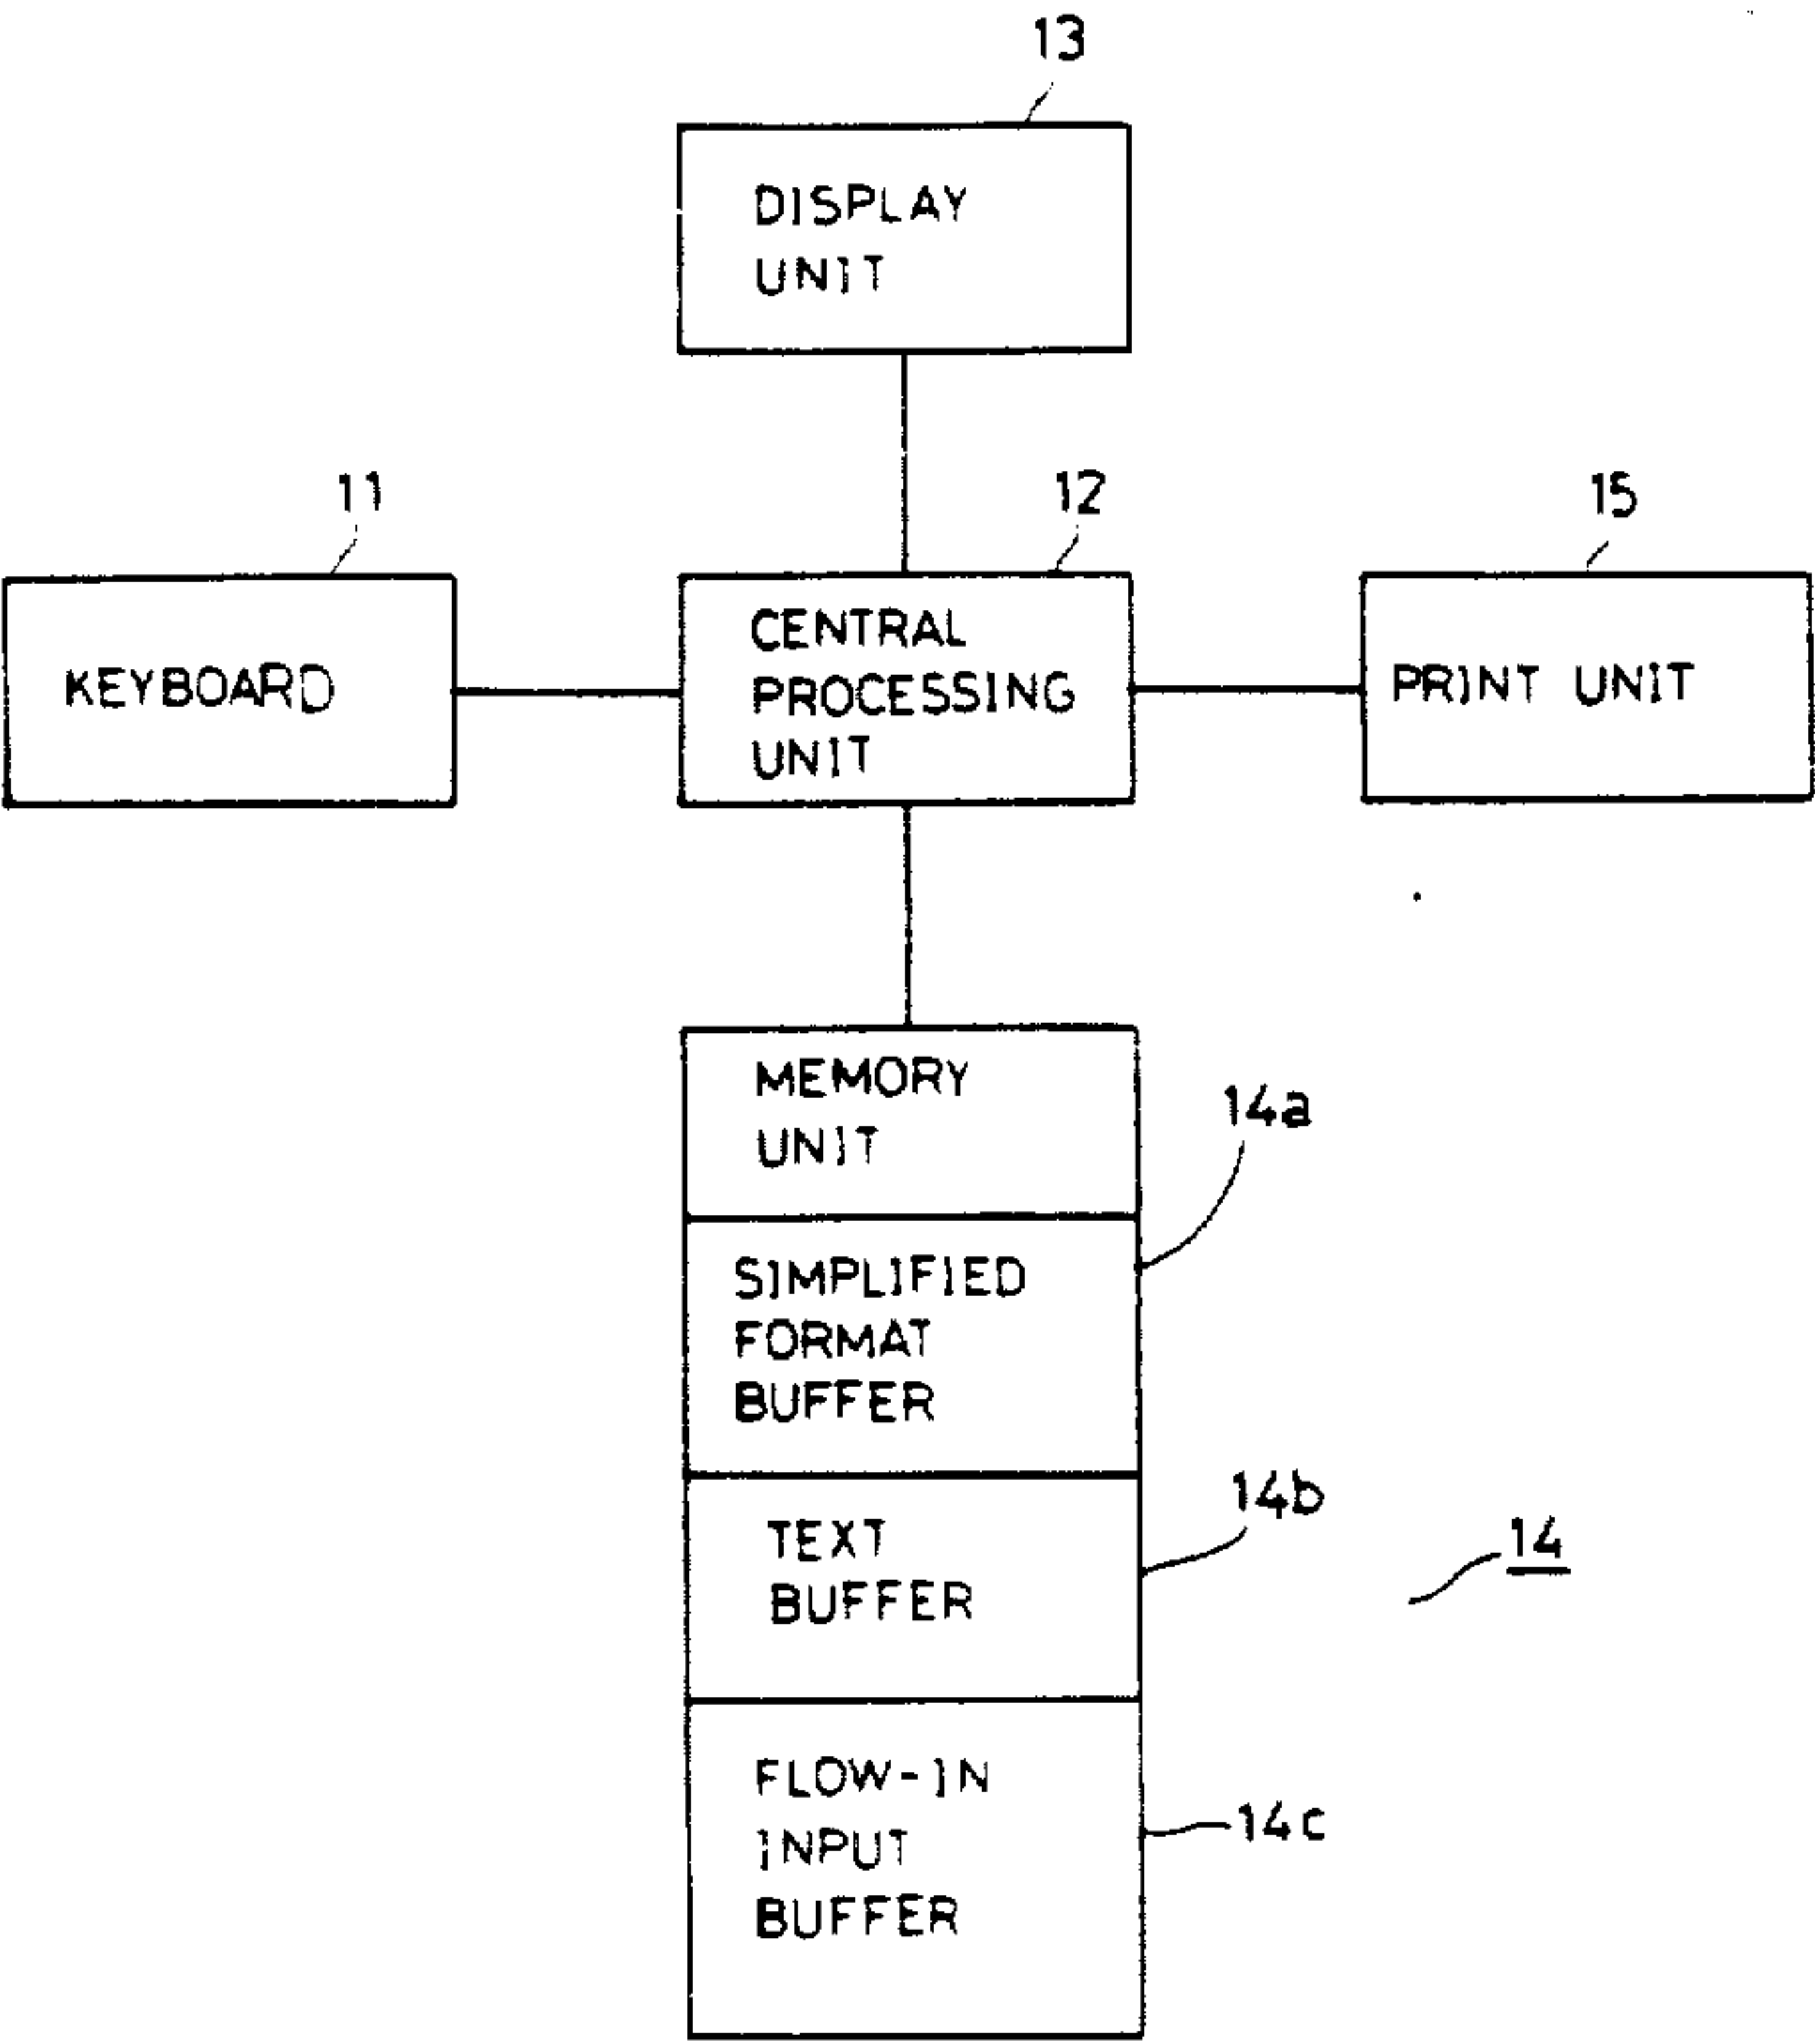 13
DISPLAY
UNIT
11
12
15
KEYBOARD
CENTRAL
PROCESSING
UNIT
PRINT UNIT
MEMORY
UNIT
14a
SIMPLIFIED
FORMAT
BUFFER
14b
TEXT
BUFFER
14
FLOW-IN
INPUT
BUFFER
14c